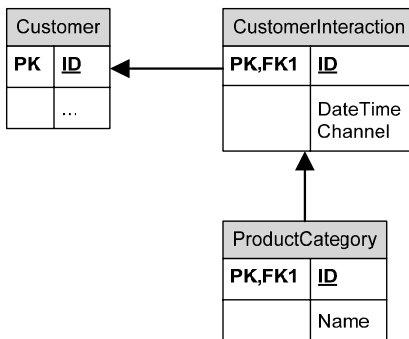 Customer
PK ID
...
CustomerInteraction
PK,FK1 ID
DateTime
Channel
ProductCategory
PK,FK1 ID
Name